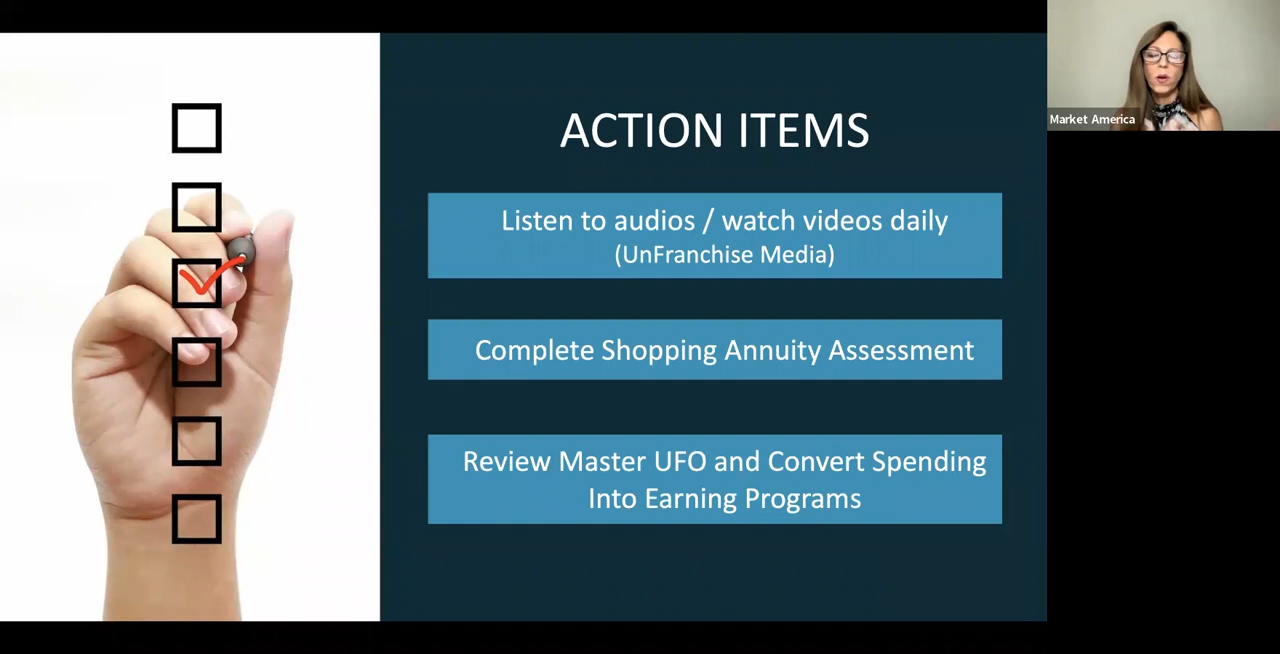 ACTION ITEMS
Listen to audios / watch videos daily
(UnFranchise Media)
Complete Shopping Annuity Assessment
Review Master UFO and Convert Spending
Into Earning Programs
Market America